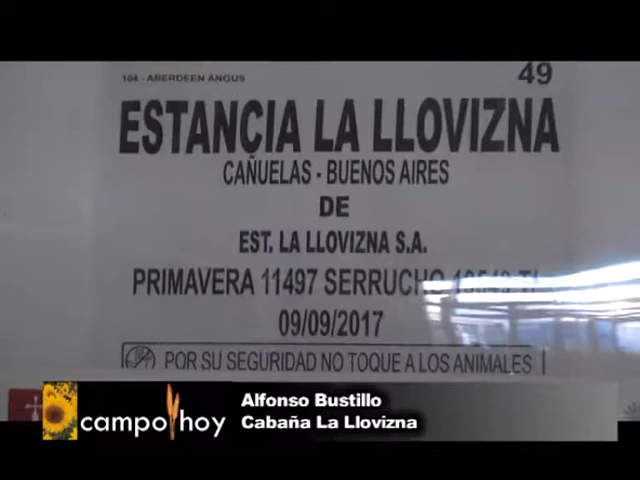 104 - ABERDEEN ANGUS
49
ESTANCIA LA LLOVIZNA
CAÑUELAS - BUENOS AIRES
DE
EST. LA LLOVIZNA S.A.
PRIMAVERA 11497 SERRUCHO
09/09/2017
POR SU SEGURIDAD NO TOQUE A LOS ANIMALES
campo hoy
Alfonso Bustillo
Cabaña La Llovizna